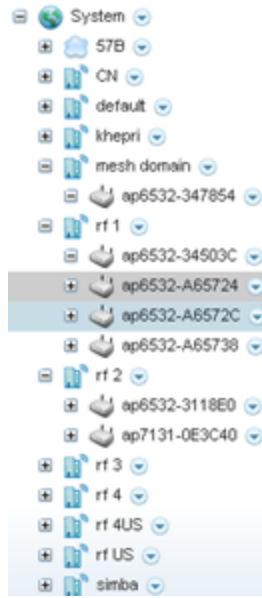 System
57B
CN
default
khepri
mesh domain
ap6532-347854
rf 1
ap6532-34503C
ap6532-A65724
ap6532-A6572C
ap6532-A65738
rf 2
ap6532-3118E0
ap7131-0E3C40
rf 3
rf 4
rf 4US
rf US
simba